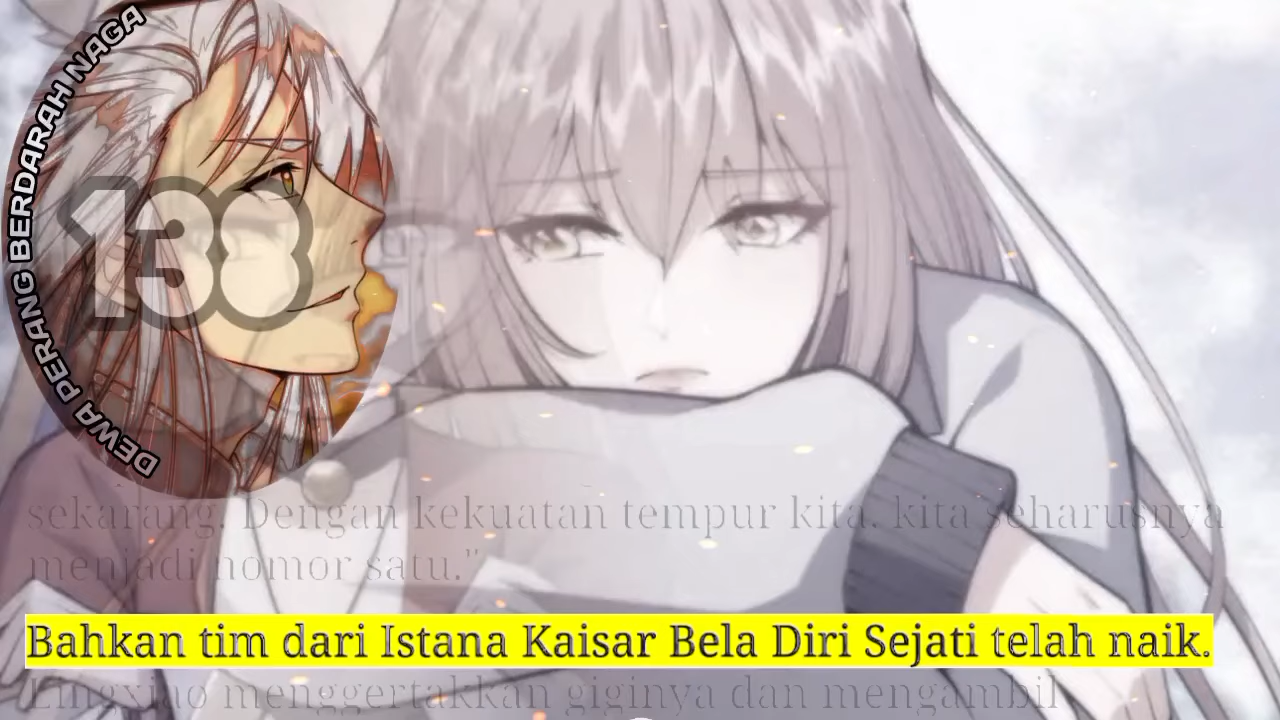 DEWA PERANG BERDARAH NAGA
138
sekarang. Dengan kekuatan tempur kita, kita seharusnya
menjadi nomor satu."
Bahkan tim dari Istana Kaisar Bela Diri Sejati telah naik.
Lingxiao menggertakkan giginya dan mengambil